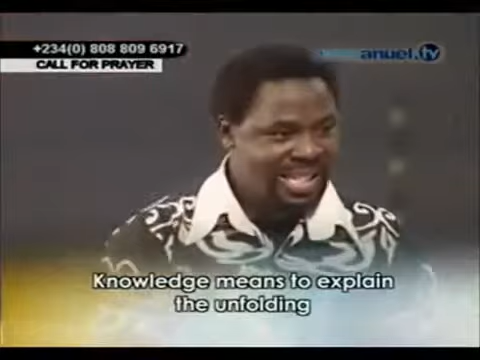 +234(0) 808 809 6917
CALL FOR PRAYER
anuel.tv
Knowledge means to explain
the unfolding